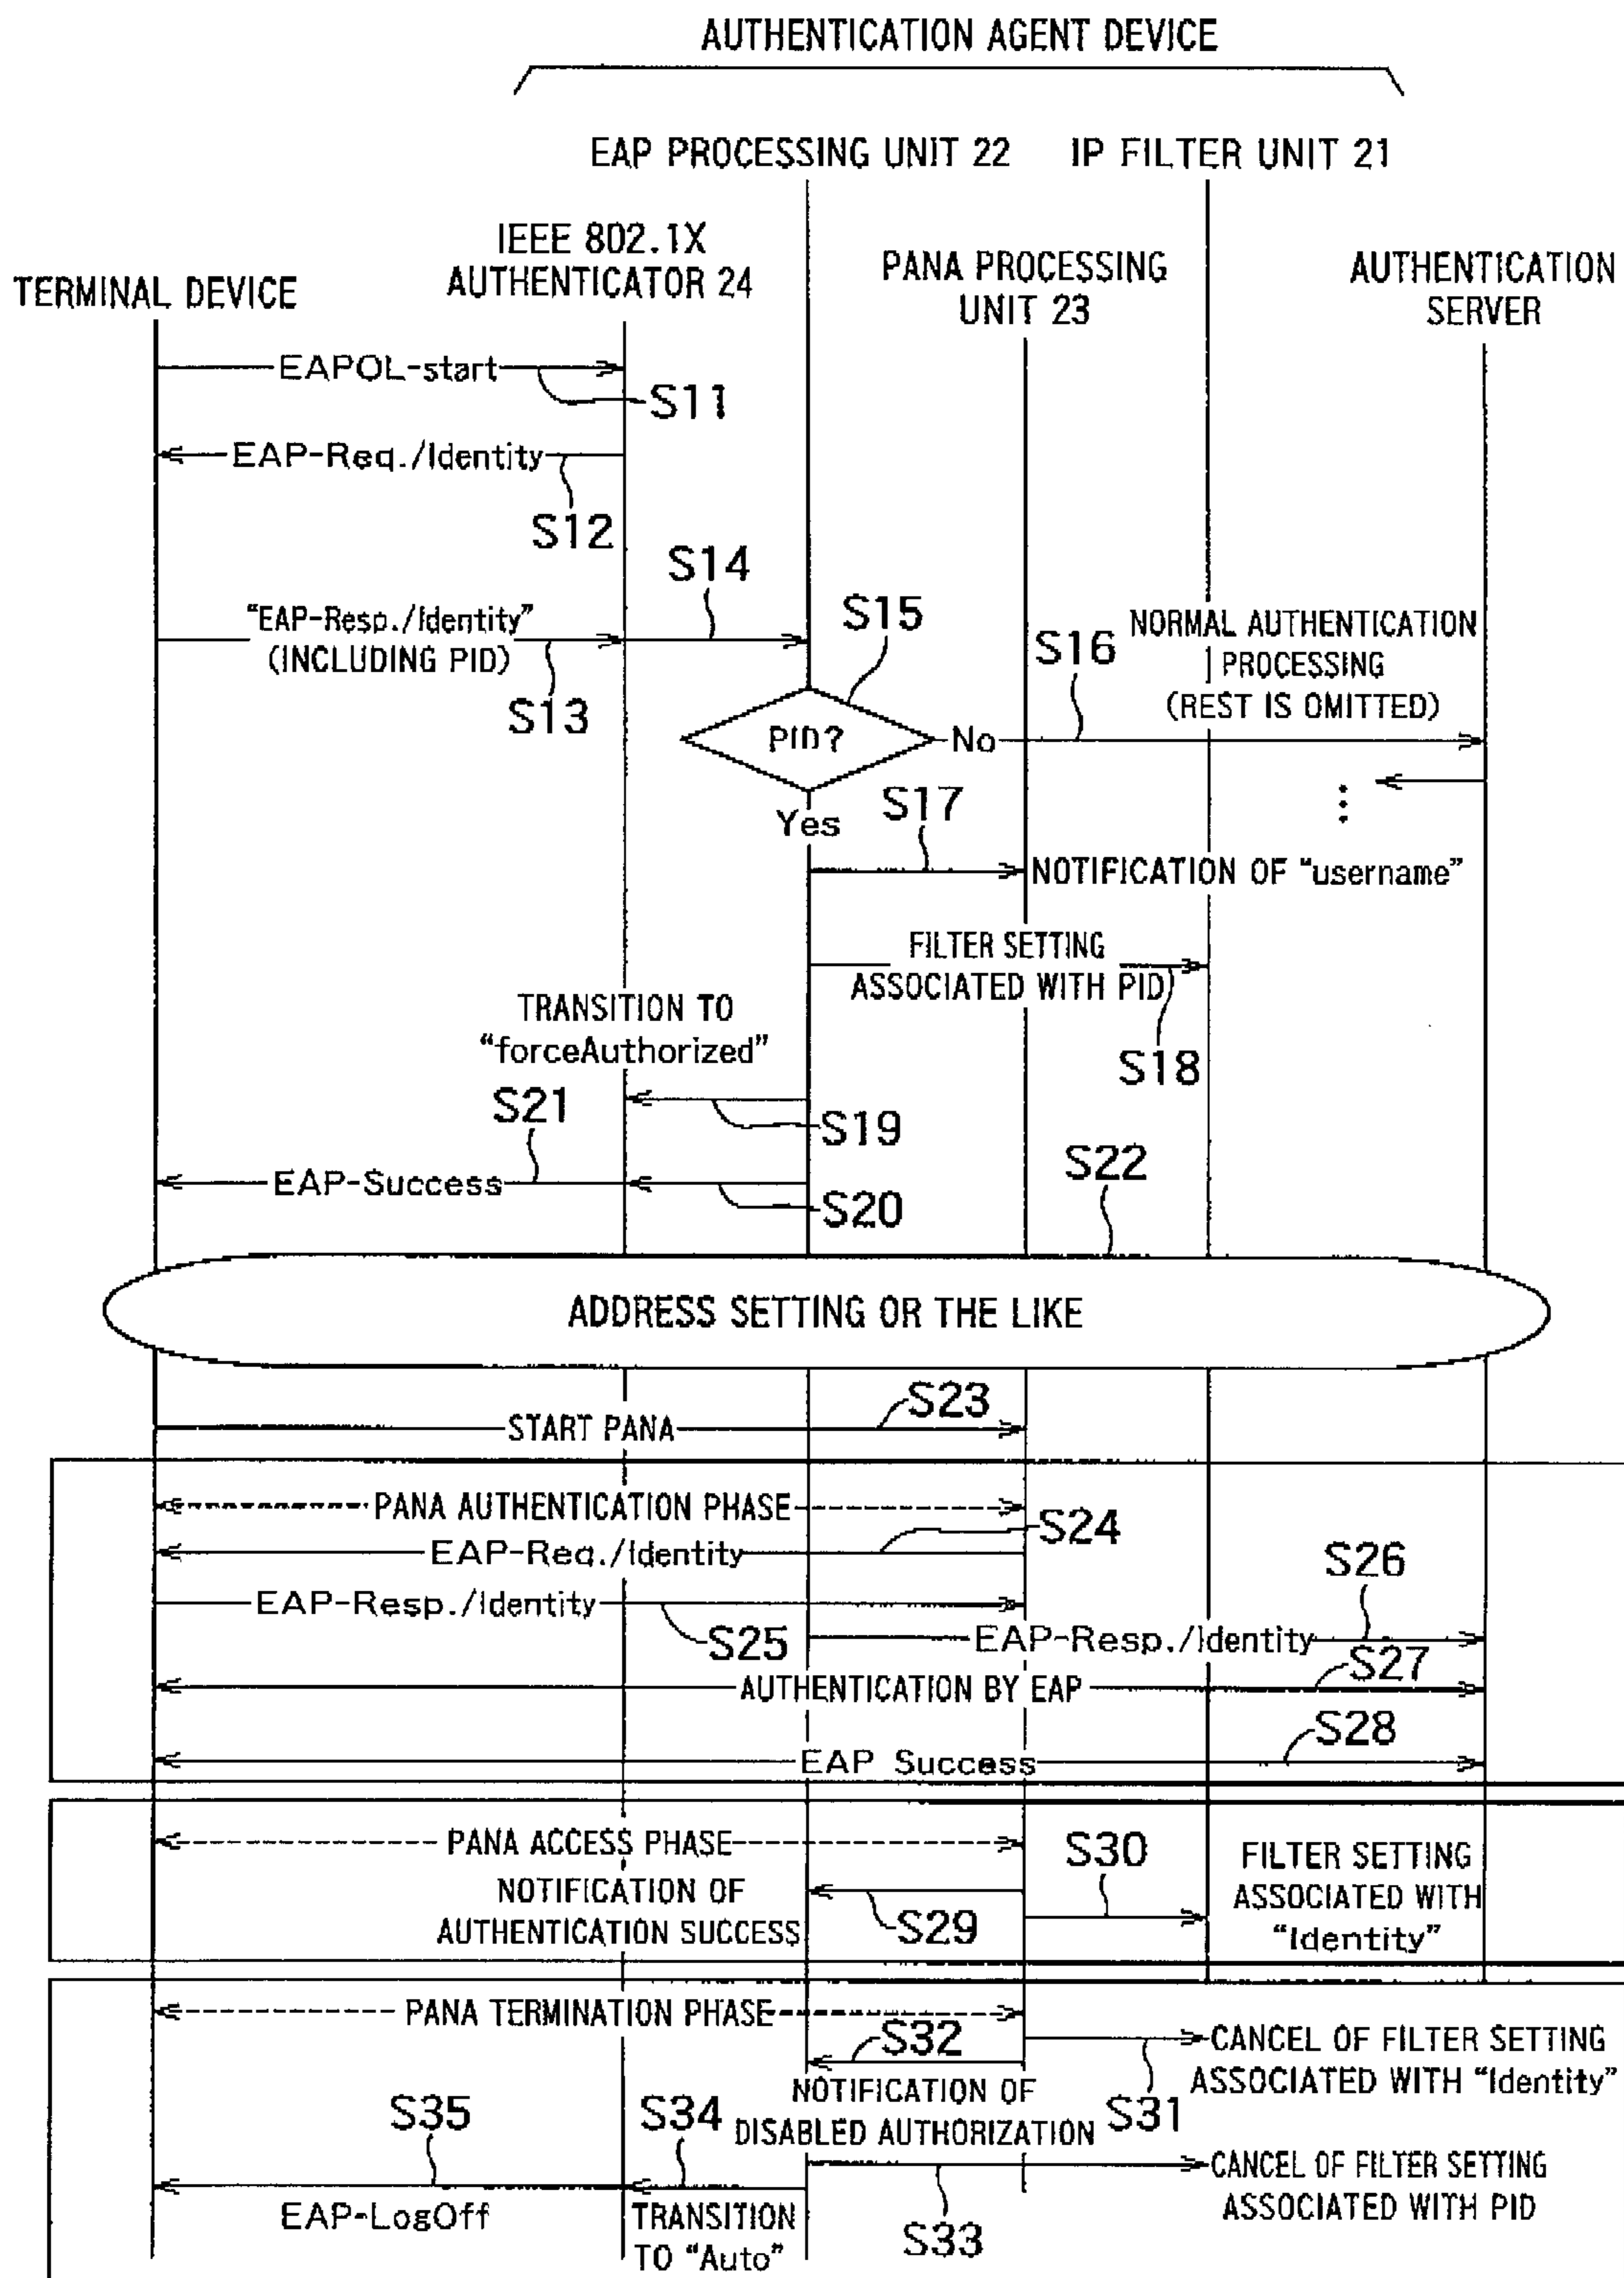 AUTHENTICATION AGENT DEVICE
EAP PROCESSING UNIT 22
IP FILTER UNIT 21
IEEE 802.1X
AUTHENTICATOR 24
PANA PROCESSING
UNIT 23
AUTHENTICATION
SERVER
TERMINAL DEVICE
EAPOL-start
S11
EAP-Req./Identity
S12
S14
"EAP-Resp./Identity"
(INCLUDING PID)
S13
S15
S16
NORMAL AUTHENTICATION
PROCESSING
(REST IS OMITTED)
PID?
No
Yes
S17
NOTIFICATION OF "username"
FILTER SETTING
ASSOCIATED WITH PID
S18
TRANSITION TO
"forceAuthorized"
S19
S21
EAP-Success
S20
S22
ADDRESS SETTING OR THE LIKE
S23
START PANA
PANA AUTHENTICATION PHASE
S24
EAP-Req./Identity
S26
EAP-Resp./Identity
S25
EAP-Resp./Identity
S27
AUTHENTICATION BY EAP
S28
EAP Success
PANA ACCESS PHASE
S30
FILTER SETTING
ASSOCIATED WITH
"Identity"
NOTIFICATION OF
AUTHENTICATION SUCCESS
S29
PANA TERMINATION PHASE
S32
CANCEL OF FILTER SETTING
ASSOCIATED WITH "Identity"
S31
NOTIFICATION OF
DISABLED AUTHORIZATION
S35
S34
CANCEL OF FILTER SETTING
ASSOCIATED WITH PID
S33
EAP-LogOff
TRANSITION
TO "Auto"